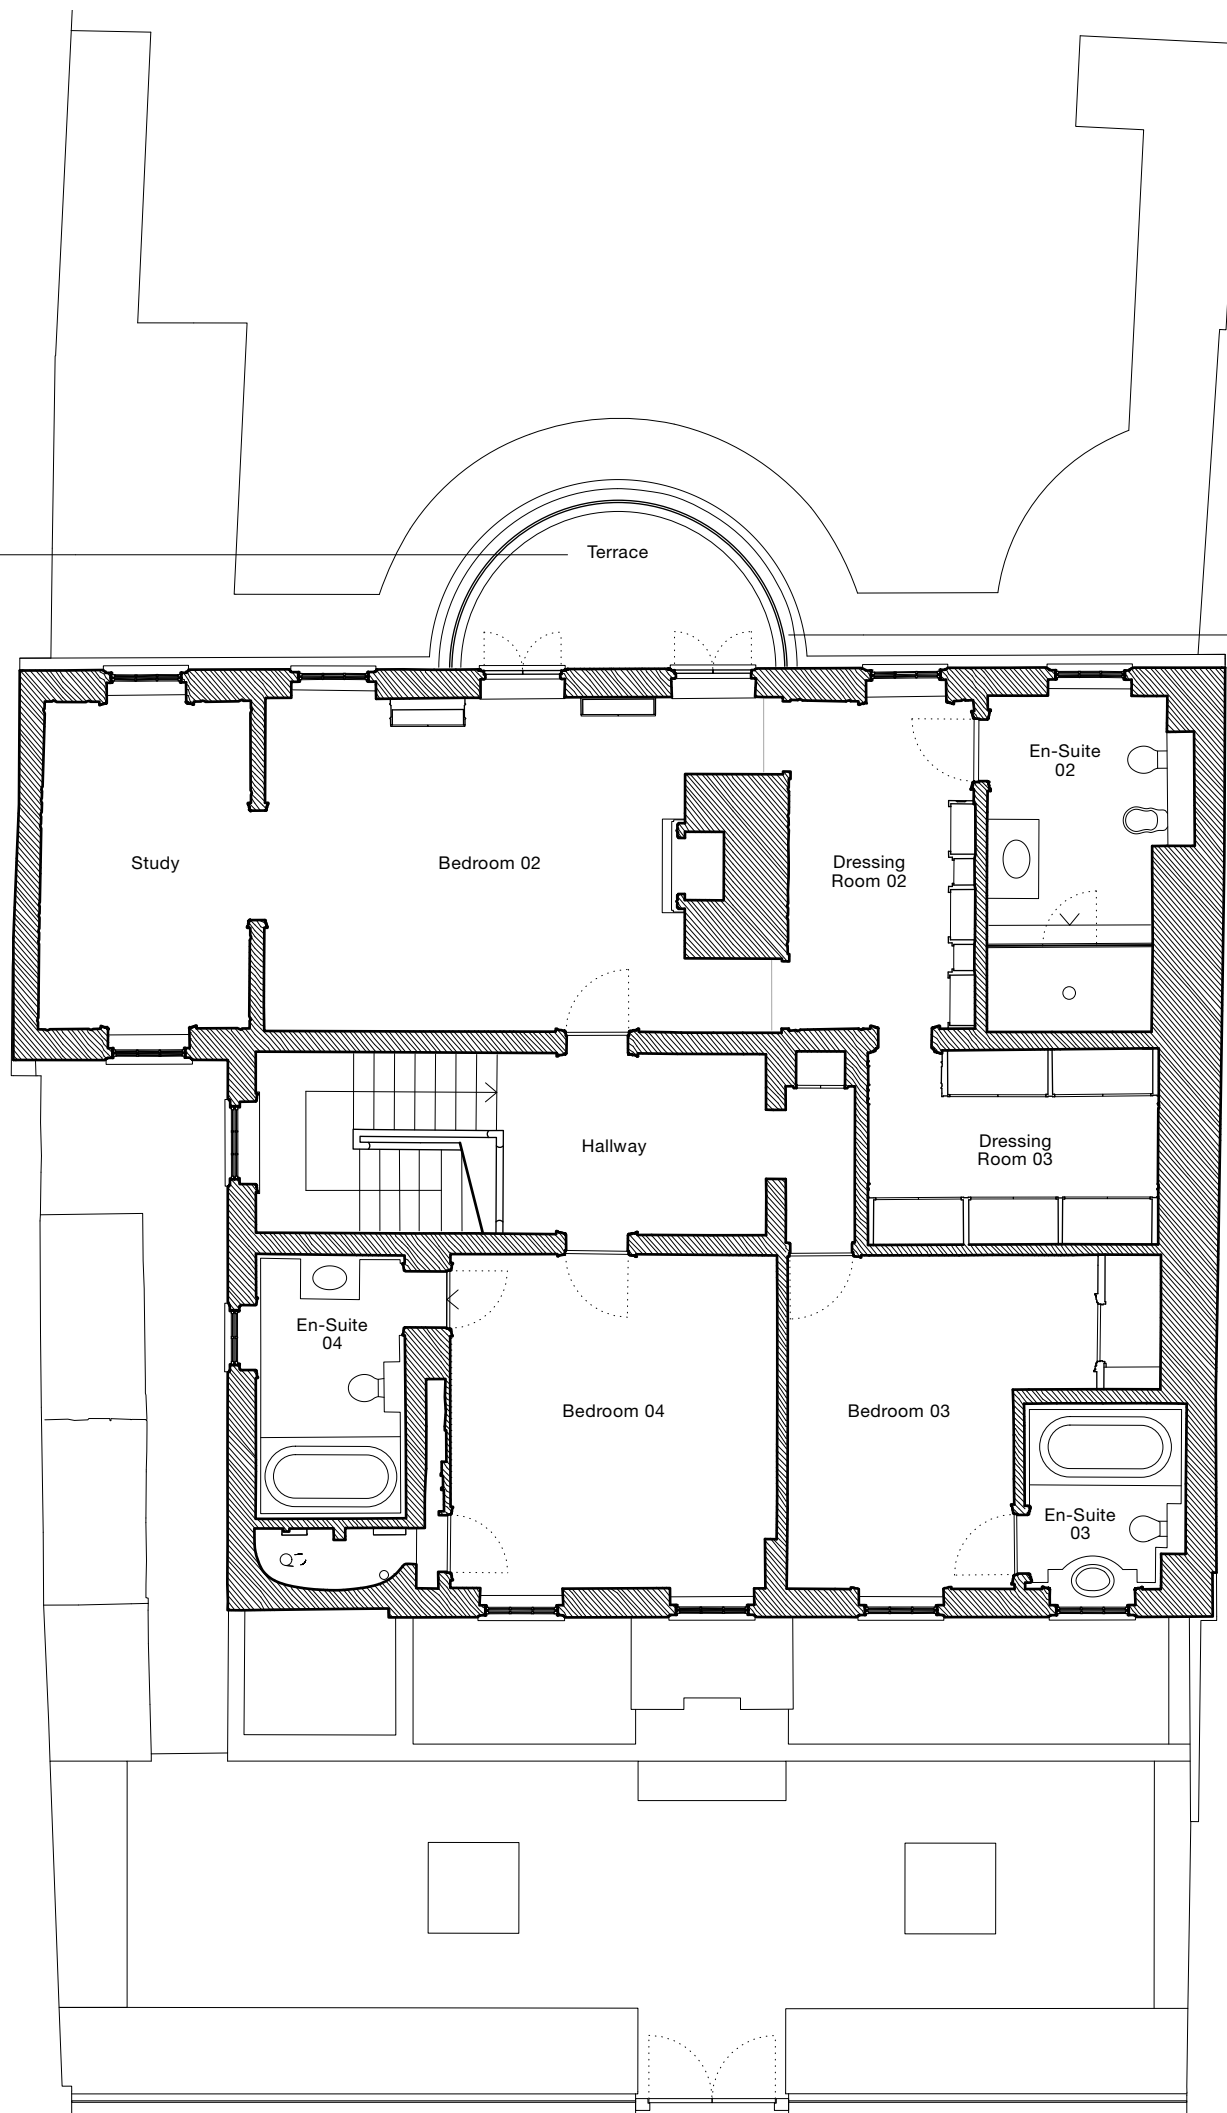 Terrace
En-Suite
02
Study
Bedroom 02
Dressing
Room 02
Hallway
Dressing
Room 03
En-Suite
04
Bedroom 04
Bedroom 03
En-Suite
03